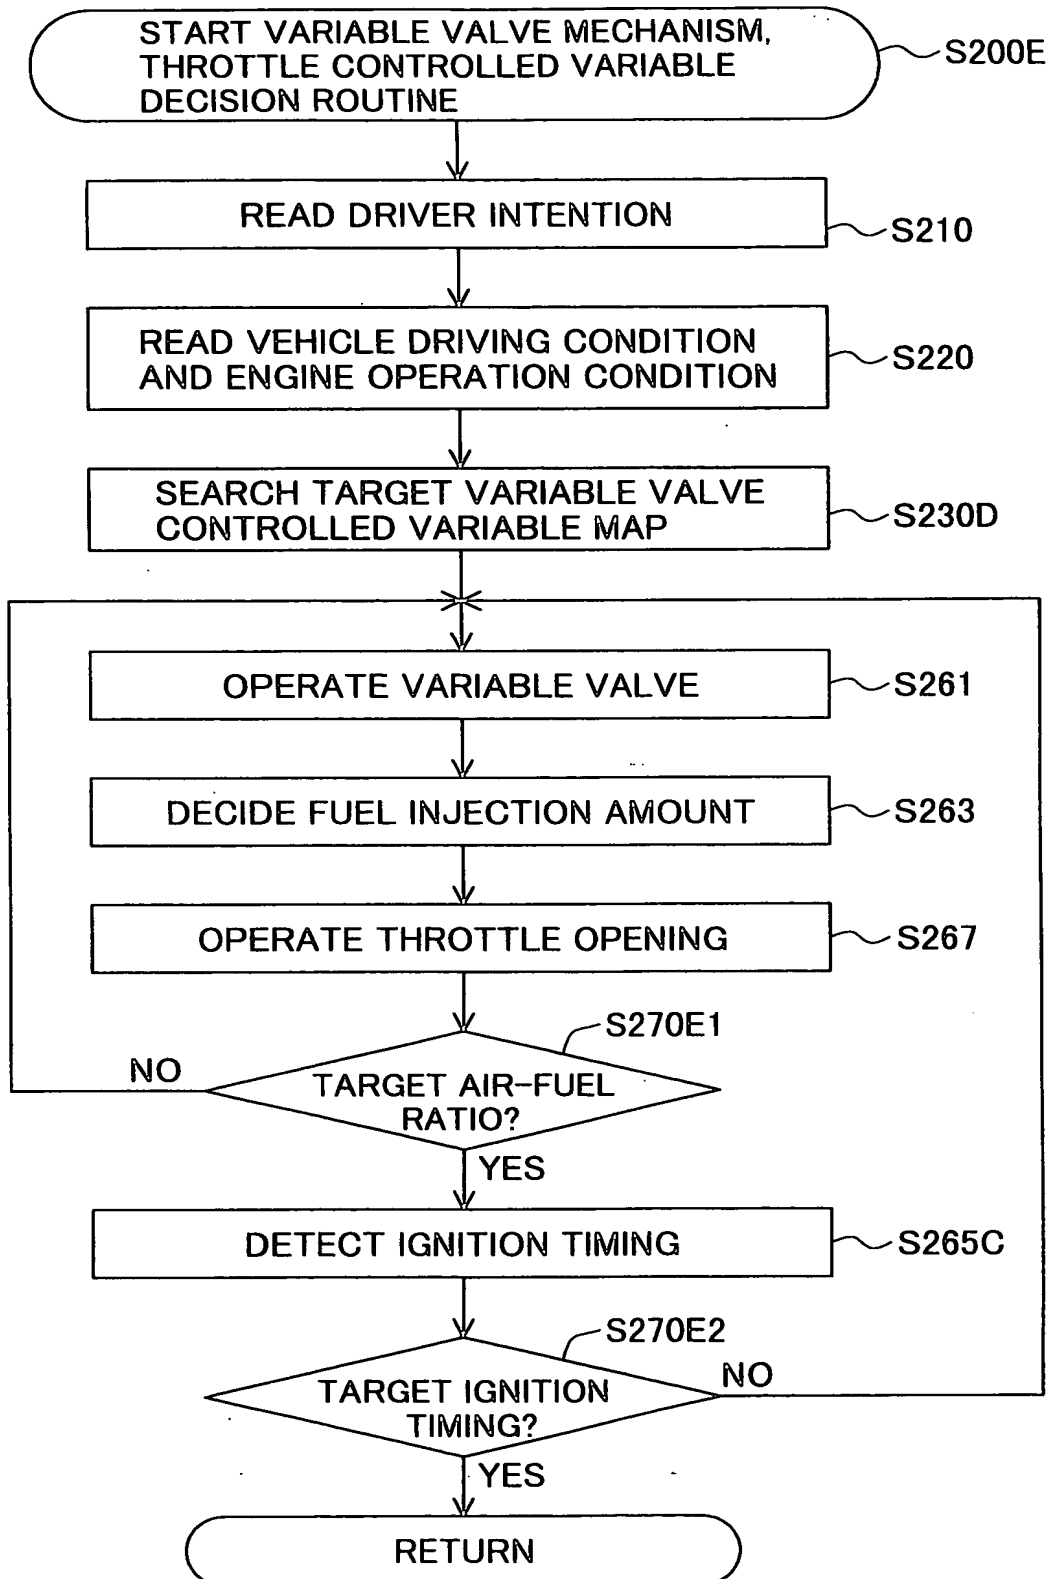 START VARIABLE VALVE MECHANISM,
THROTTLE CONTROLLED VARIABLE
DECISION ROUTINE
S200E
READ DRIVER INTENTION
S210
READ VEHICLE DRIVING CONDITION
AND ENGINE OPERATION CONDITION
S220
SEARCH TARGET VARIABLE VALVE
CONTROLLED VARIABLE MAP
S230D
OPERATE VARIABLE VALVE
S261
DECIDE FUEL INJECTION AMOUNT
S263
OPERATE THROTTLE OPENING
S267
S270E1
NO
TARGET AIR-FUEL
RATIO?
YES
DETECT IGNITION TIMING
S265C
S270E2
NO
TARGET IGNITION
TIMING?
YES
RETURN